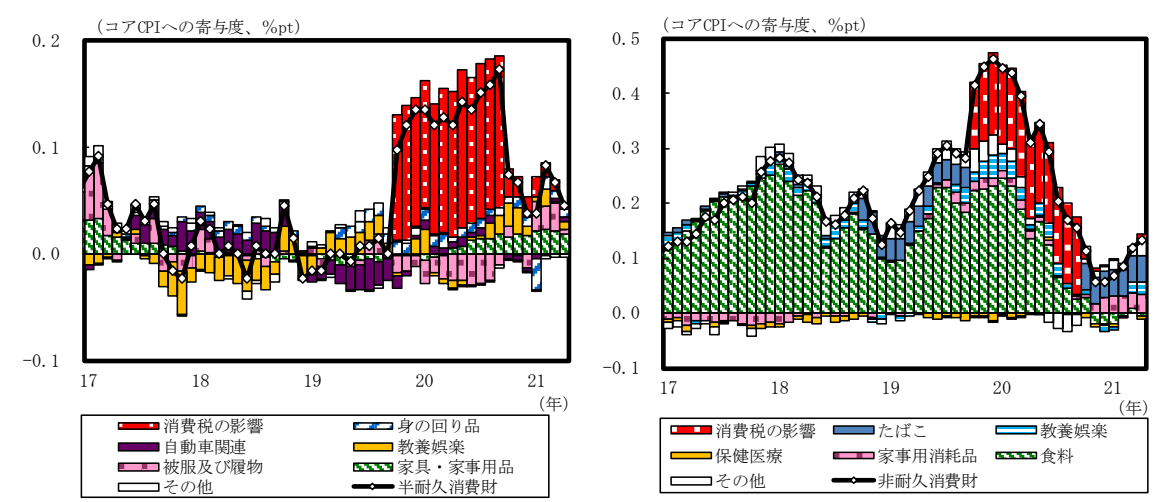 (コアCPIへの寄与度、%pt)
0.2
0.1
0.0
-0.1
17 18 19 20 21
(年)
消費税の影響 身の回り品
自動車関連 教養娯楽
被服及び履物 家具・家事用品
その他 半耐久消費財
(コアCPIへの寄与度、%pt)
0.5
0.4
0.3
0.2
0.1
0.0
-0.1
17 18 19 20 21
(年)
消費税の影響 たばこ 教養娯楽
保健医療 家事用消耗品 食料
その他 非耐久消費財